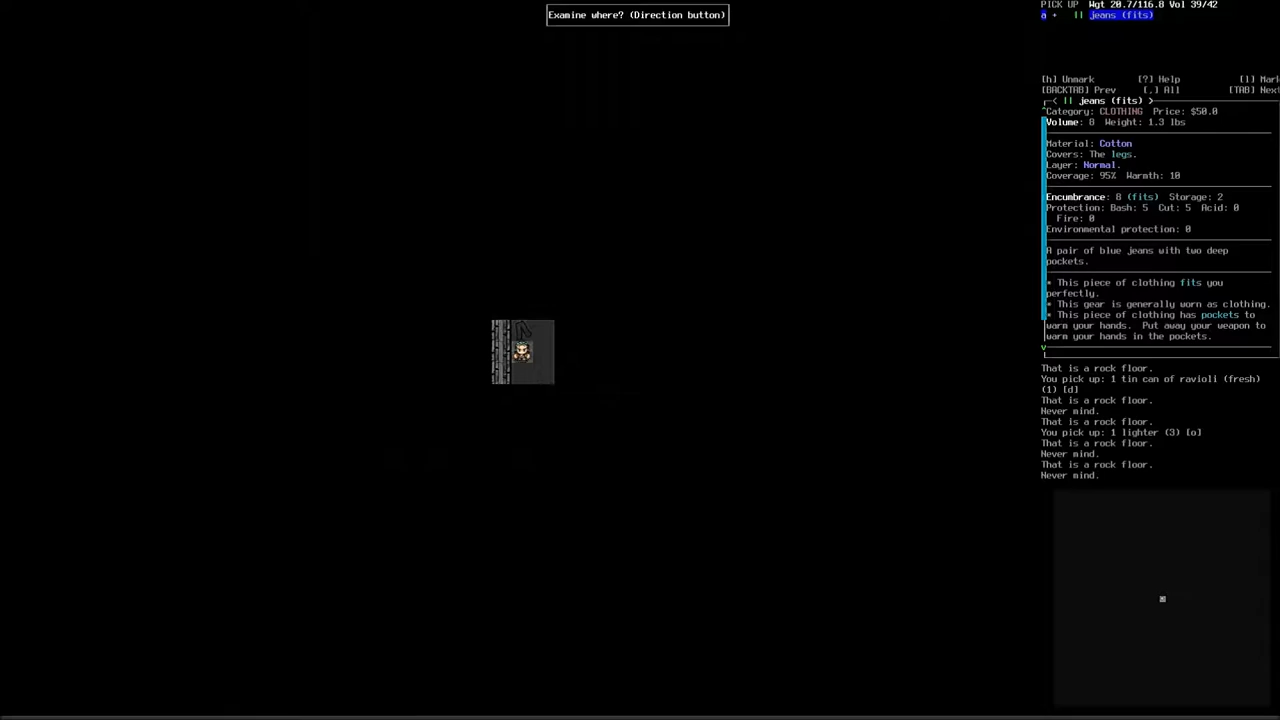 Examine where? (Direction button)
PICK UP Wgt 20.7/116.8 Vol 39/42
a + || jeans (fits)
[h] Unmark [?] Help [l] Mar
[BACKTAB] Prev [,] All [TAB] Nex
< || jeans (fits) >
Category: CLOTHING Price: $50.0
Volume: 8 Weight: 1.3 lbs
Material: Cotton
Covers: The legs.
Layer: Normal.
Coverage: 95% Warmth: 10
Encumbrance: 8 (fits) Storage: 2
Protection: Bash: 5 Cut: 5 Acid: 0
Fire: 0
Environmental protection: 0
A pair of blue jeans with two deep
pockets.
* This piece of clothing fits you
perfectly.
* This gear is generally worn as clothing.
* This piece of clothing has pockets to
warm your hands. Put away your weapon to
warm your hands in the pockets.
v
That is a rock floor.
You pick up: 1 tin can of ravioli (fresh)
(1) [d]
That is a rock floor.
Never mind.
That is a rock floor.
You pick up: 1 lighter (3) [o]
That is a rock floor.
Never mind.
That is a rock floor.
Never mind.